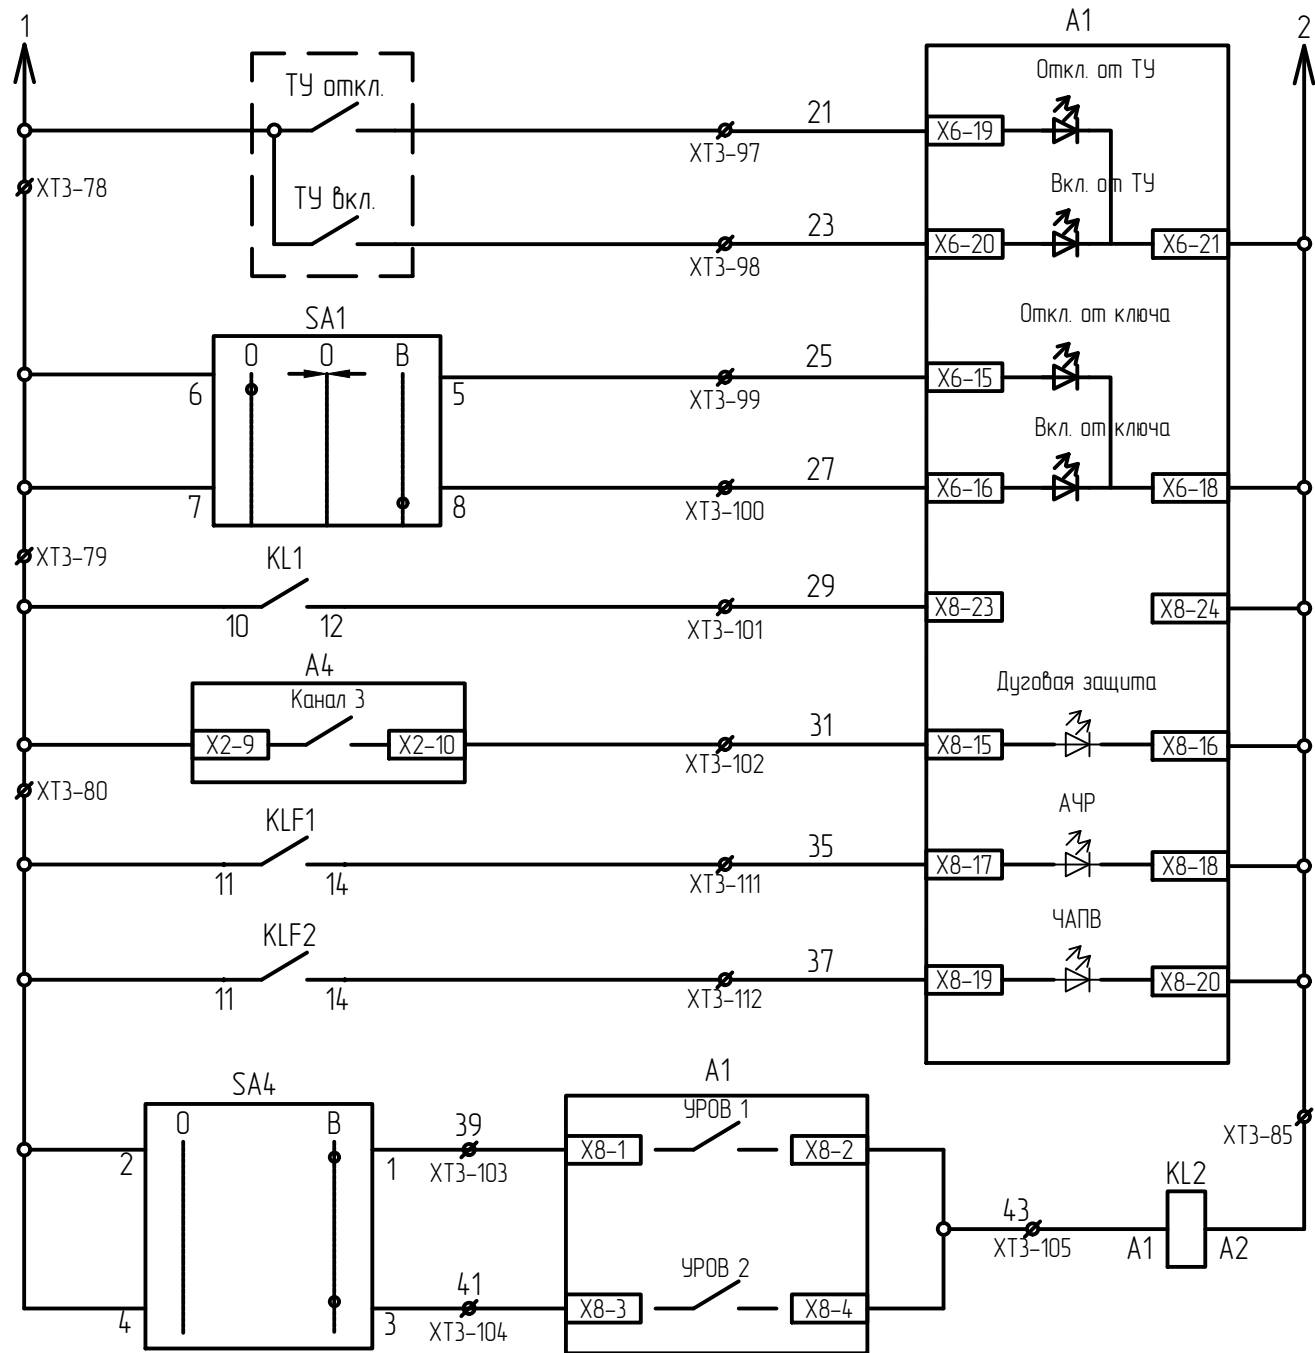 1
A1
2
ТУ откл.
Откл. от ТУ
21
X6-19
XT3-97
XT3-78
ТУ вкл.
Вкл. от ТУ
23
X6-20
X6-21
XT3-98
SA1
Откл. от ключа
0
0
В
25
6
5
X6-15
XT3-99
Вкл. от ключа
27
7
8
X6-16
X6-18
XT3-100
XT3-79
KL1
29
10
12
X8-23
X8-24
XT3-101
A4
Канал 3
Дуговая защита
31
X2-9
X2-10
X8-15
X8-16
XT3-102
XT3-80
KLF1
АЧР
35
11
14
X8-17
X8-18
XT3-111
KLF2
ЧАПВ
37
11
14
X8-19
X8-20
XT3-112
SA4
A1
0
В
39
УРОВ 1
XT3-85
2
1
X8-1
X8-2
XT3-103
KL2
43
XT3-105
A1
A2
41
УРОВ 2
4
3
X8-3
X8-4
XT3-104